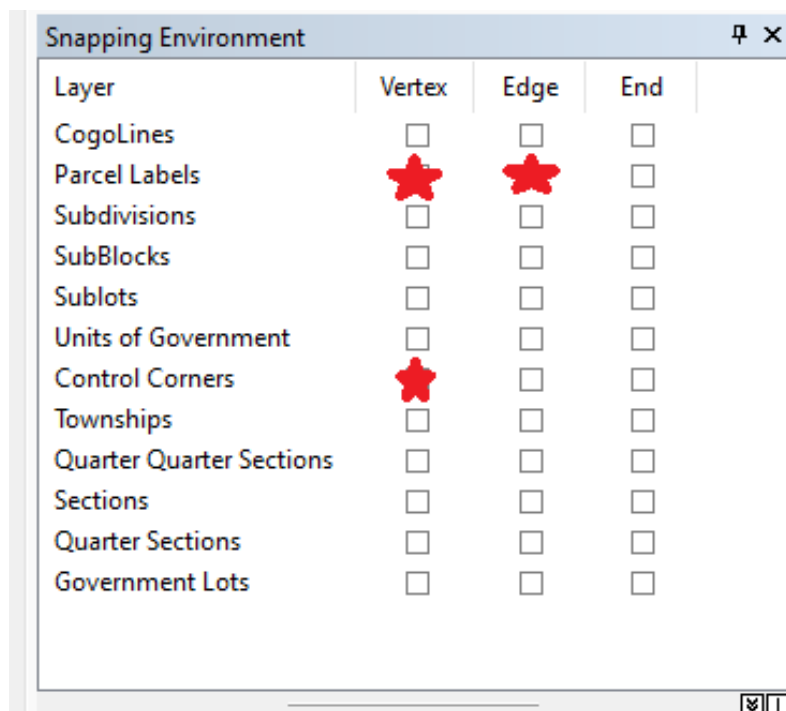 Snapping Environment
Layer Vertex Edge End
CogoLines
Parcel Labels
Subdivisions
SubBlocks
Sublots
Units of Government
Control Corners
Townships
Quarter Quarter Sections
Sections
Quarter Sections
Government Lots